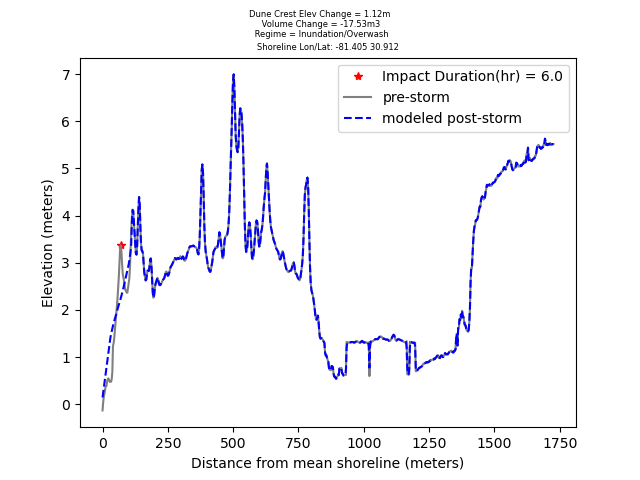 Dune Crest Elev Change = 1.12m
Volume Change = -17.53m3
Regime = Inundation/Overwash
Shoreline Lon/Lat: -81.405 30.912
Impact Duration(hr) = 6.0
pre-storm
modeled post-storm
Elevation (meters)
7
6
5
4
3
2
1
0
0 250 500 750 1000 1250 1500 1750
Distance from mean shoreline (meters)